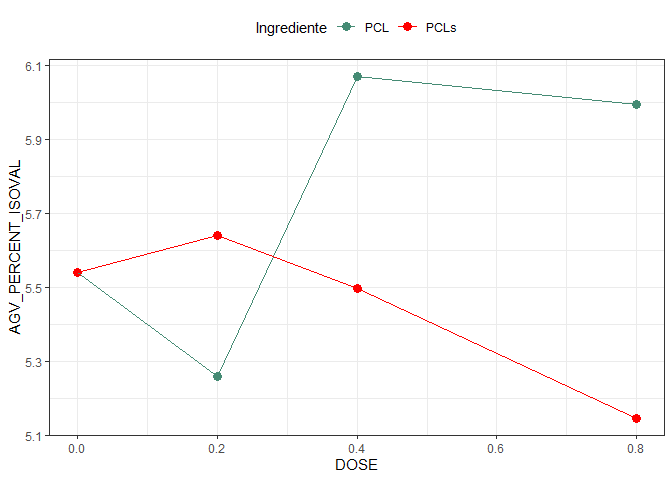 Ingrediente PCL PCLs
AGV_PERCENT_ISOVAL
6.1
5.9
5.7
5.5
5.3
5.1
0.0 0.2 0.4 0.6 0.8
DOSE